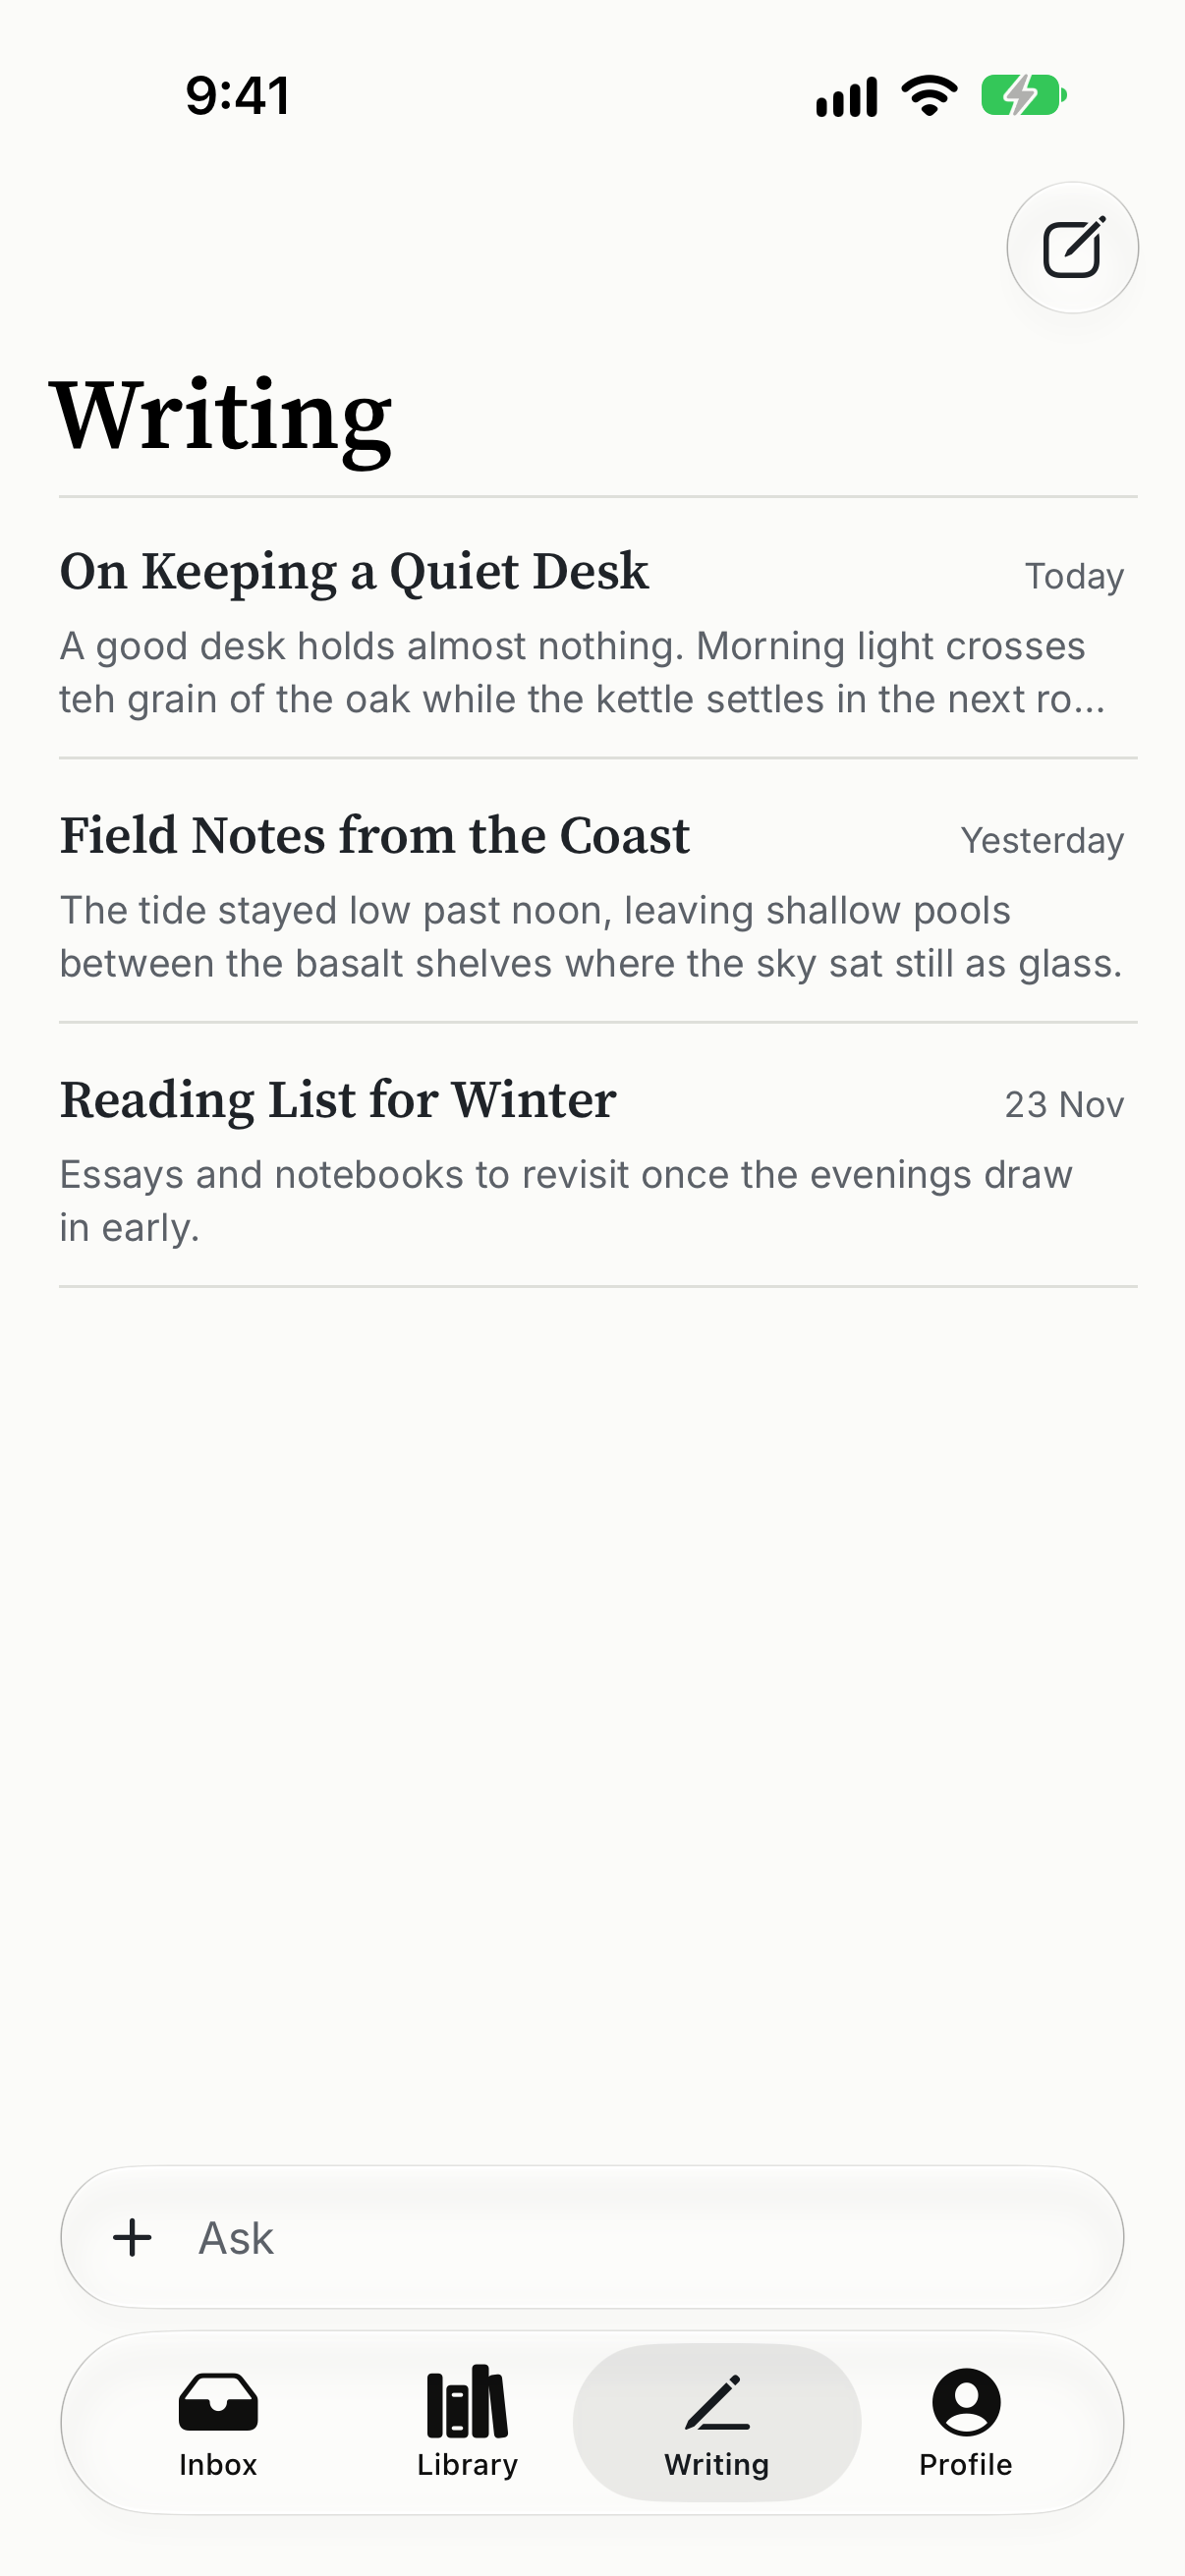 9:41
Writing
On Keeping a Quiet Desk
Today
A good desk holds almost nothing. Morning light crosses
teh grain of the oak while the kettle settles in the next ro...
Field Notes from the Coast
Yesterday
The tide stayed low past noon, leaving shallow pools
between the basalt shelves where the sky sat still as glass.
Reading List for Winter
23 Nov
Essays and notebooks to revisit once the evenings draw
in early.
Ask
Inbox
Library
Writing
Profile